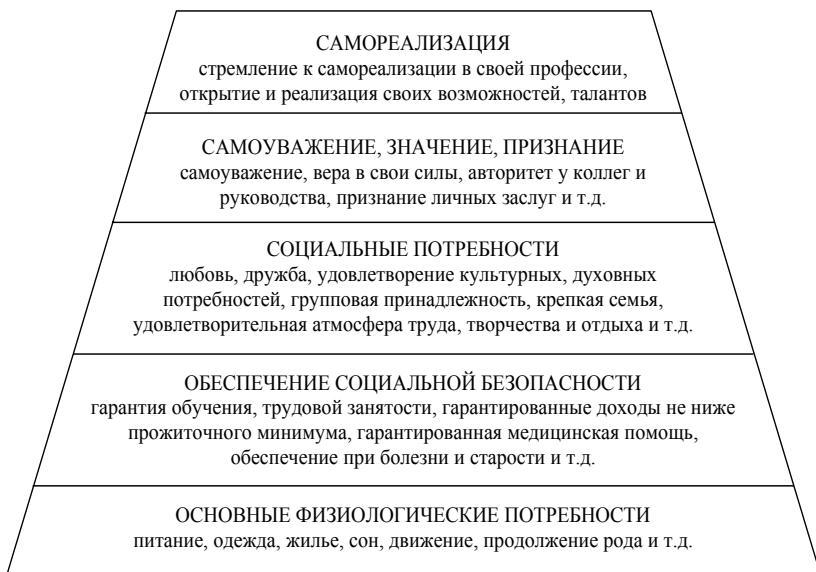 САМОРЕАЛИЗАЦИЯ
стремление к самореализации в своей профессии,
открытие и реализация своих возможностей, талантов
САМОУВАЖЕНИЕ, ЗНАЧЕНИЕ, ПРИЗНАНИЕ
самоуважение, вера в свои силы, авторитет у коллег и
руководства, признание личных заслуг и т.д.
СОЦИАЛЬНЫЕ ПОТРЕБНОСТИ
любовь, дружба, удовлетворение культурных, духовных
потребностей, групповая принадлежность, крепкая семья,
удовлетворительная атмосфера труда, творчества и отдыха и т.д.
ОБЕСПЕЧЕНИЕ СОЦИАЛЬНОЙ БЕЗОПАСНОСТИ
гарантия обучения, трудовой занятости, гарантированные доходы не ниже
прожиточного минимума, гарантированная медицинская помощь,
обеспечение при болезни и старости и т.д.
ОСНОВНЫЕ ФИЗИОЛОГИЧЕСКИЕ ПОТРЕБНОСТИ
питание, одежда, жилье, сон, движение, продолжение рода и т.д.